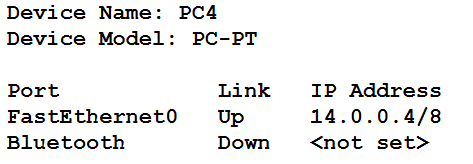 Device Name: PC4
Device Model: PC-PT
Port Link IP Address
FastEthernet0 Up 14.0.0.4/8
Bluetooth Down <not set>